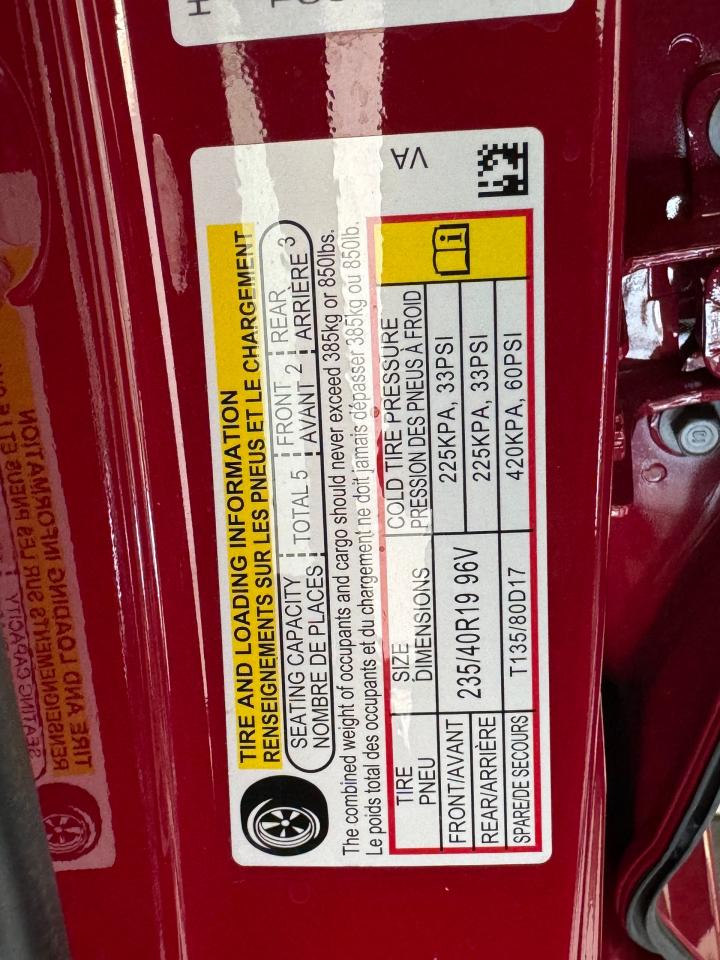 TIRE AND LOADING INFORMATION
RENSEIGNEMENTS SUR LES PNEUS ET LE CHARGEMENT
SEATING CAPACITY TOTAL 5 FRONT 2 REAR 3
NOMBRE DE PLACES AVANT ARRIÈRE
The combined weight of occupants and cargo should never exceed 385kg or 850lbs.
Le poids total des occupants et du chargement ne doit jamais dépasser 385kg ou 850lb.
TIRE SIZE COLD TIRE PRESSURE
PNEU DIMENSIONS PRESSION DES PNEUS À FROID
FRONT/AVANT 235/40R19 96V 225KPA, 33PSI
REAR/ARRIÈRE 225KPA, 33PSI
SPARE/DE SECOURS T135/80D17 420KPA, 60PSI
VA